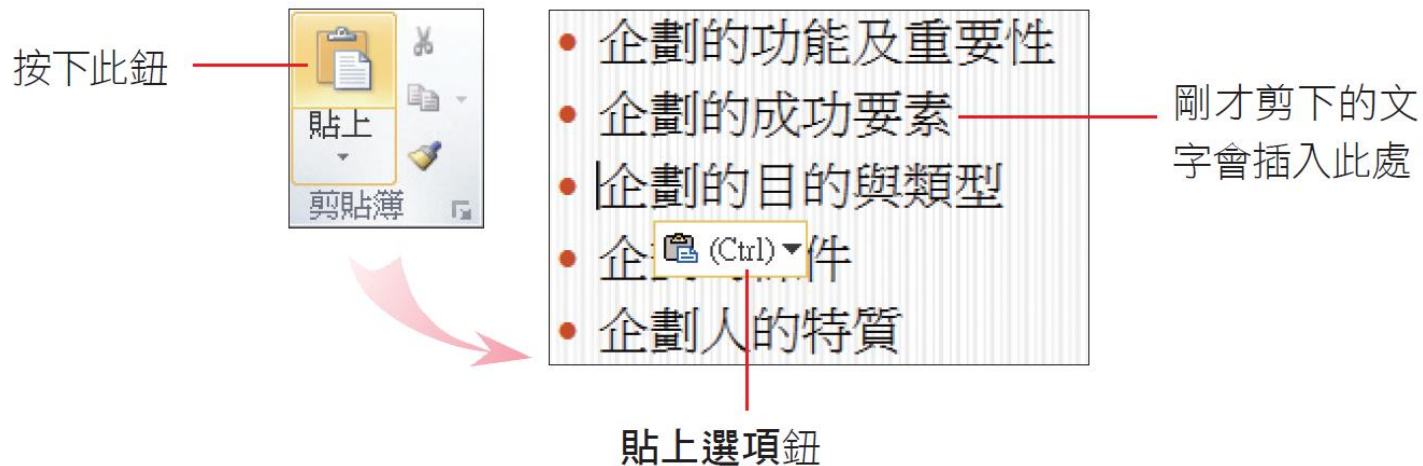 按下此鈕
貼上
剪貼簿
企劃的功能及重要性
企劃的成功要素
企劃的目的與類型
企
(Ctrl)
件
企劃人的特質
剛才剪下的文
字會插入此處
貼上選項鈕